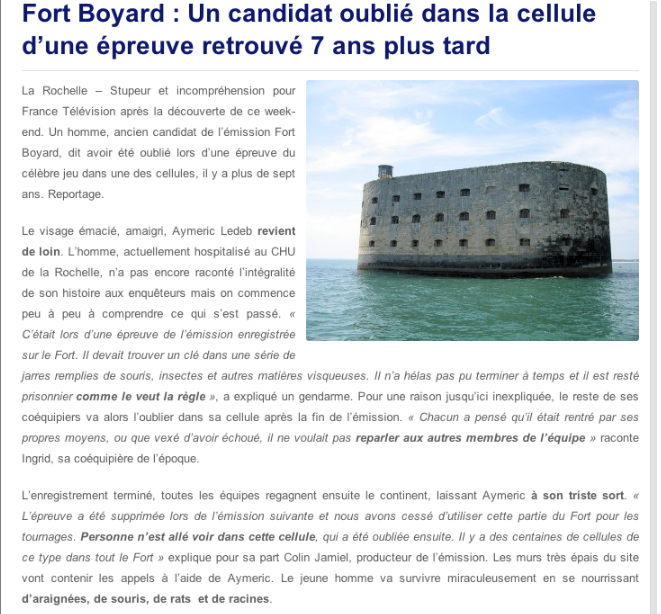 Fort Boyard : Un candidat oublié dans la cellule
d’une épreuve retrouvé 7 ans plus tard
La Rochelle – Stupeur et incompréhension pour
France Télévision après la découverte de ce week-
end. Un homme, ancien candidat de l’émission Fort
Boyard, dit avoir été oublié lors d’une épreuve du
célèbre jeu dans une des cellules, il y a plus de sept
ans. Reportage.
Le visage émacié, amaigri, Aymeric Ledeb revient
de loin. L’homme, actuellement hospitalisé au CHU
de la Rochelle, n’a pas encore raconté l’intégralité
de son histoire aux enquêteurs mais on commence
peu à peu à comprendre ce qui s’est passé. «
C’était lors d’une épreuve de l’émission enregistrée
sur le Fort. Il devait trouver un clé dans une série de
jarres remplies de souris, insectes et autres matières visqueuses. Il n’a hélas pas pu terminer à temps et il est resté
prisonnier comme le veut la règle », a expliqué un gendarme. Pour une raison jusqu’ici inexpliquée, le reste de ses
coéquipiers va alors l’oublier dans sa cellule après la fin de l’émission. « Chacun a pensé qu’il était rentré par ses
propres moyens, ou que vexé d’avoir échoué, il ne voulait pas reparler aux autres membres de l’équipe » raconte
Ingrid, sa coéquipière de l’époque.
L’enregistrement terminé, toutes les équipes regagnent ensuite le continent, laissant Aymeric à son triste sort. «
L’épreuve a été supprimée lors de l’émission suivante et nous avons cessé d’utiliser cette partie du Fort pour les
tournages. Personne n’est allé voir dans cette cellule, qui a été oubliée ensuite. Il y a des centaines de cellules de
ce type dans tout le Fort » explique pour sa part Colin Jamiel, producteur de l’émission. Les murs très épais du site
vont contenir les appels à l’aide de Aymeric. Le jeune homme va survivre miraculeusement en se nourrissant
d’araignées, de souris, de rats et de racines.